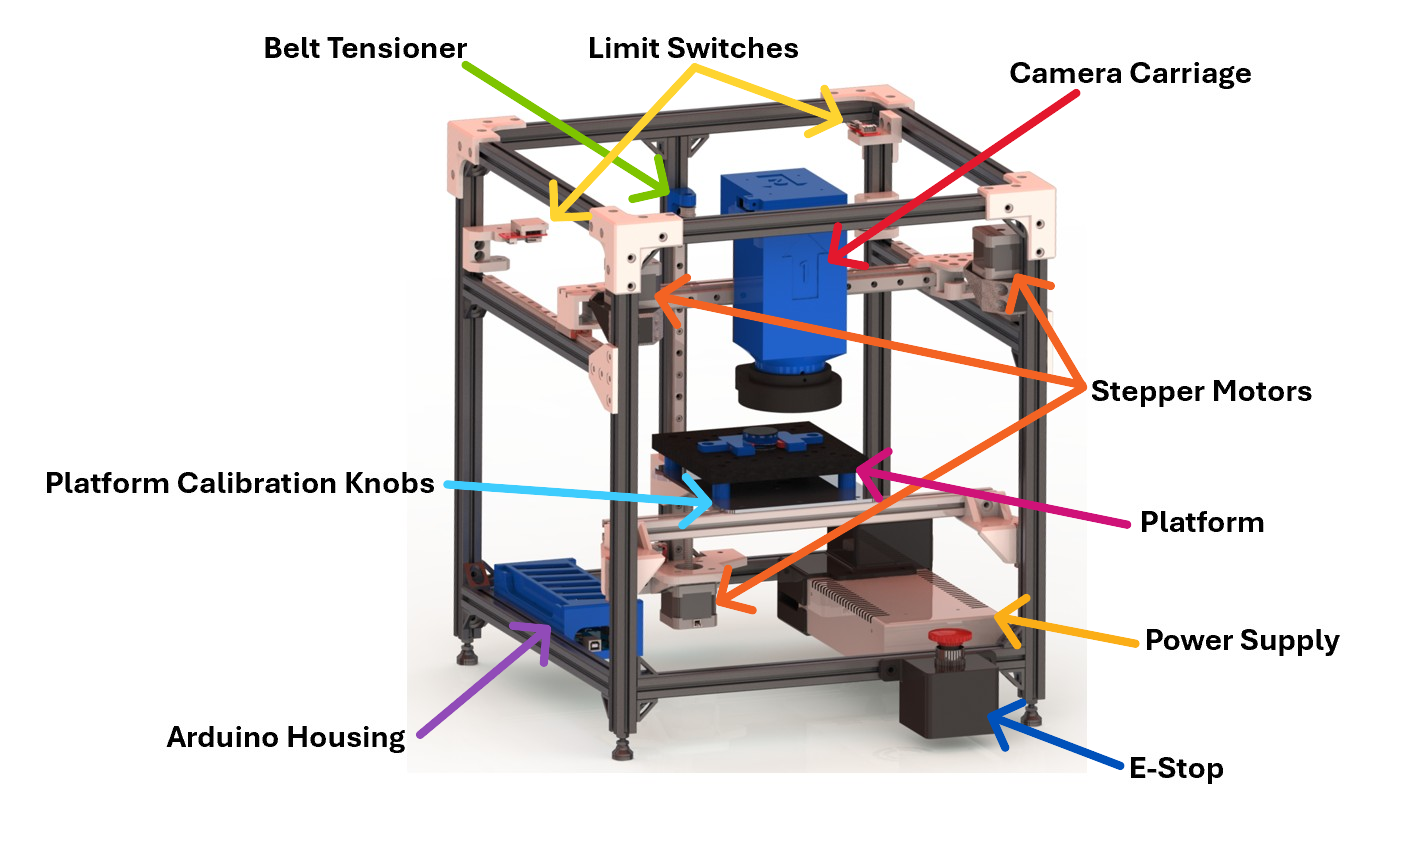 Belt Tensioner
Limit Switches
Camera Carriage
Stepper Motors
Platform Calibration Knobs
Platform
Power Supply
Arduino Housing
E-Stop